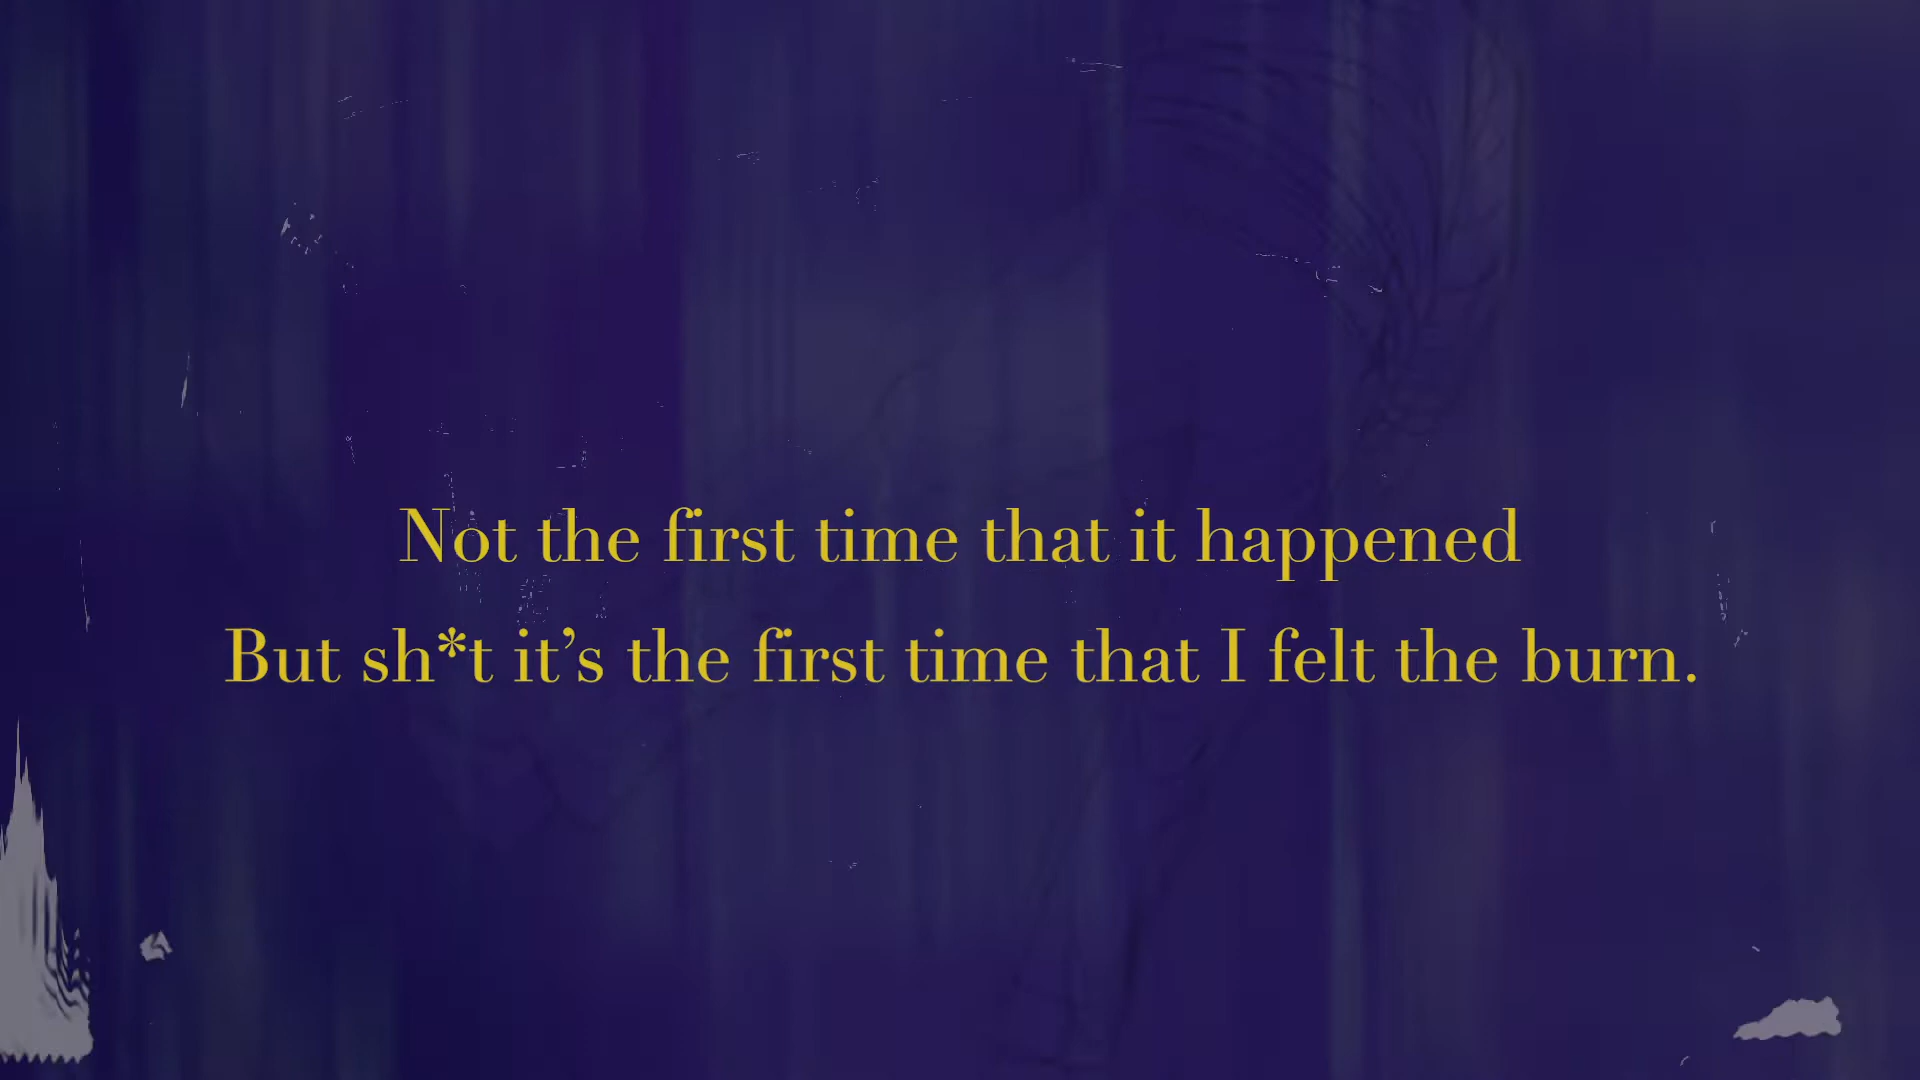 Not the first time that it happened
But sh*t it’s the first time that I felt the burn.